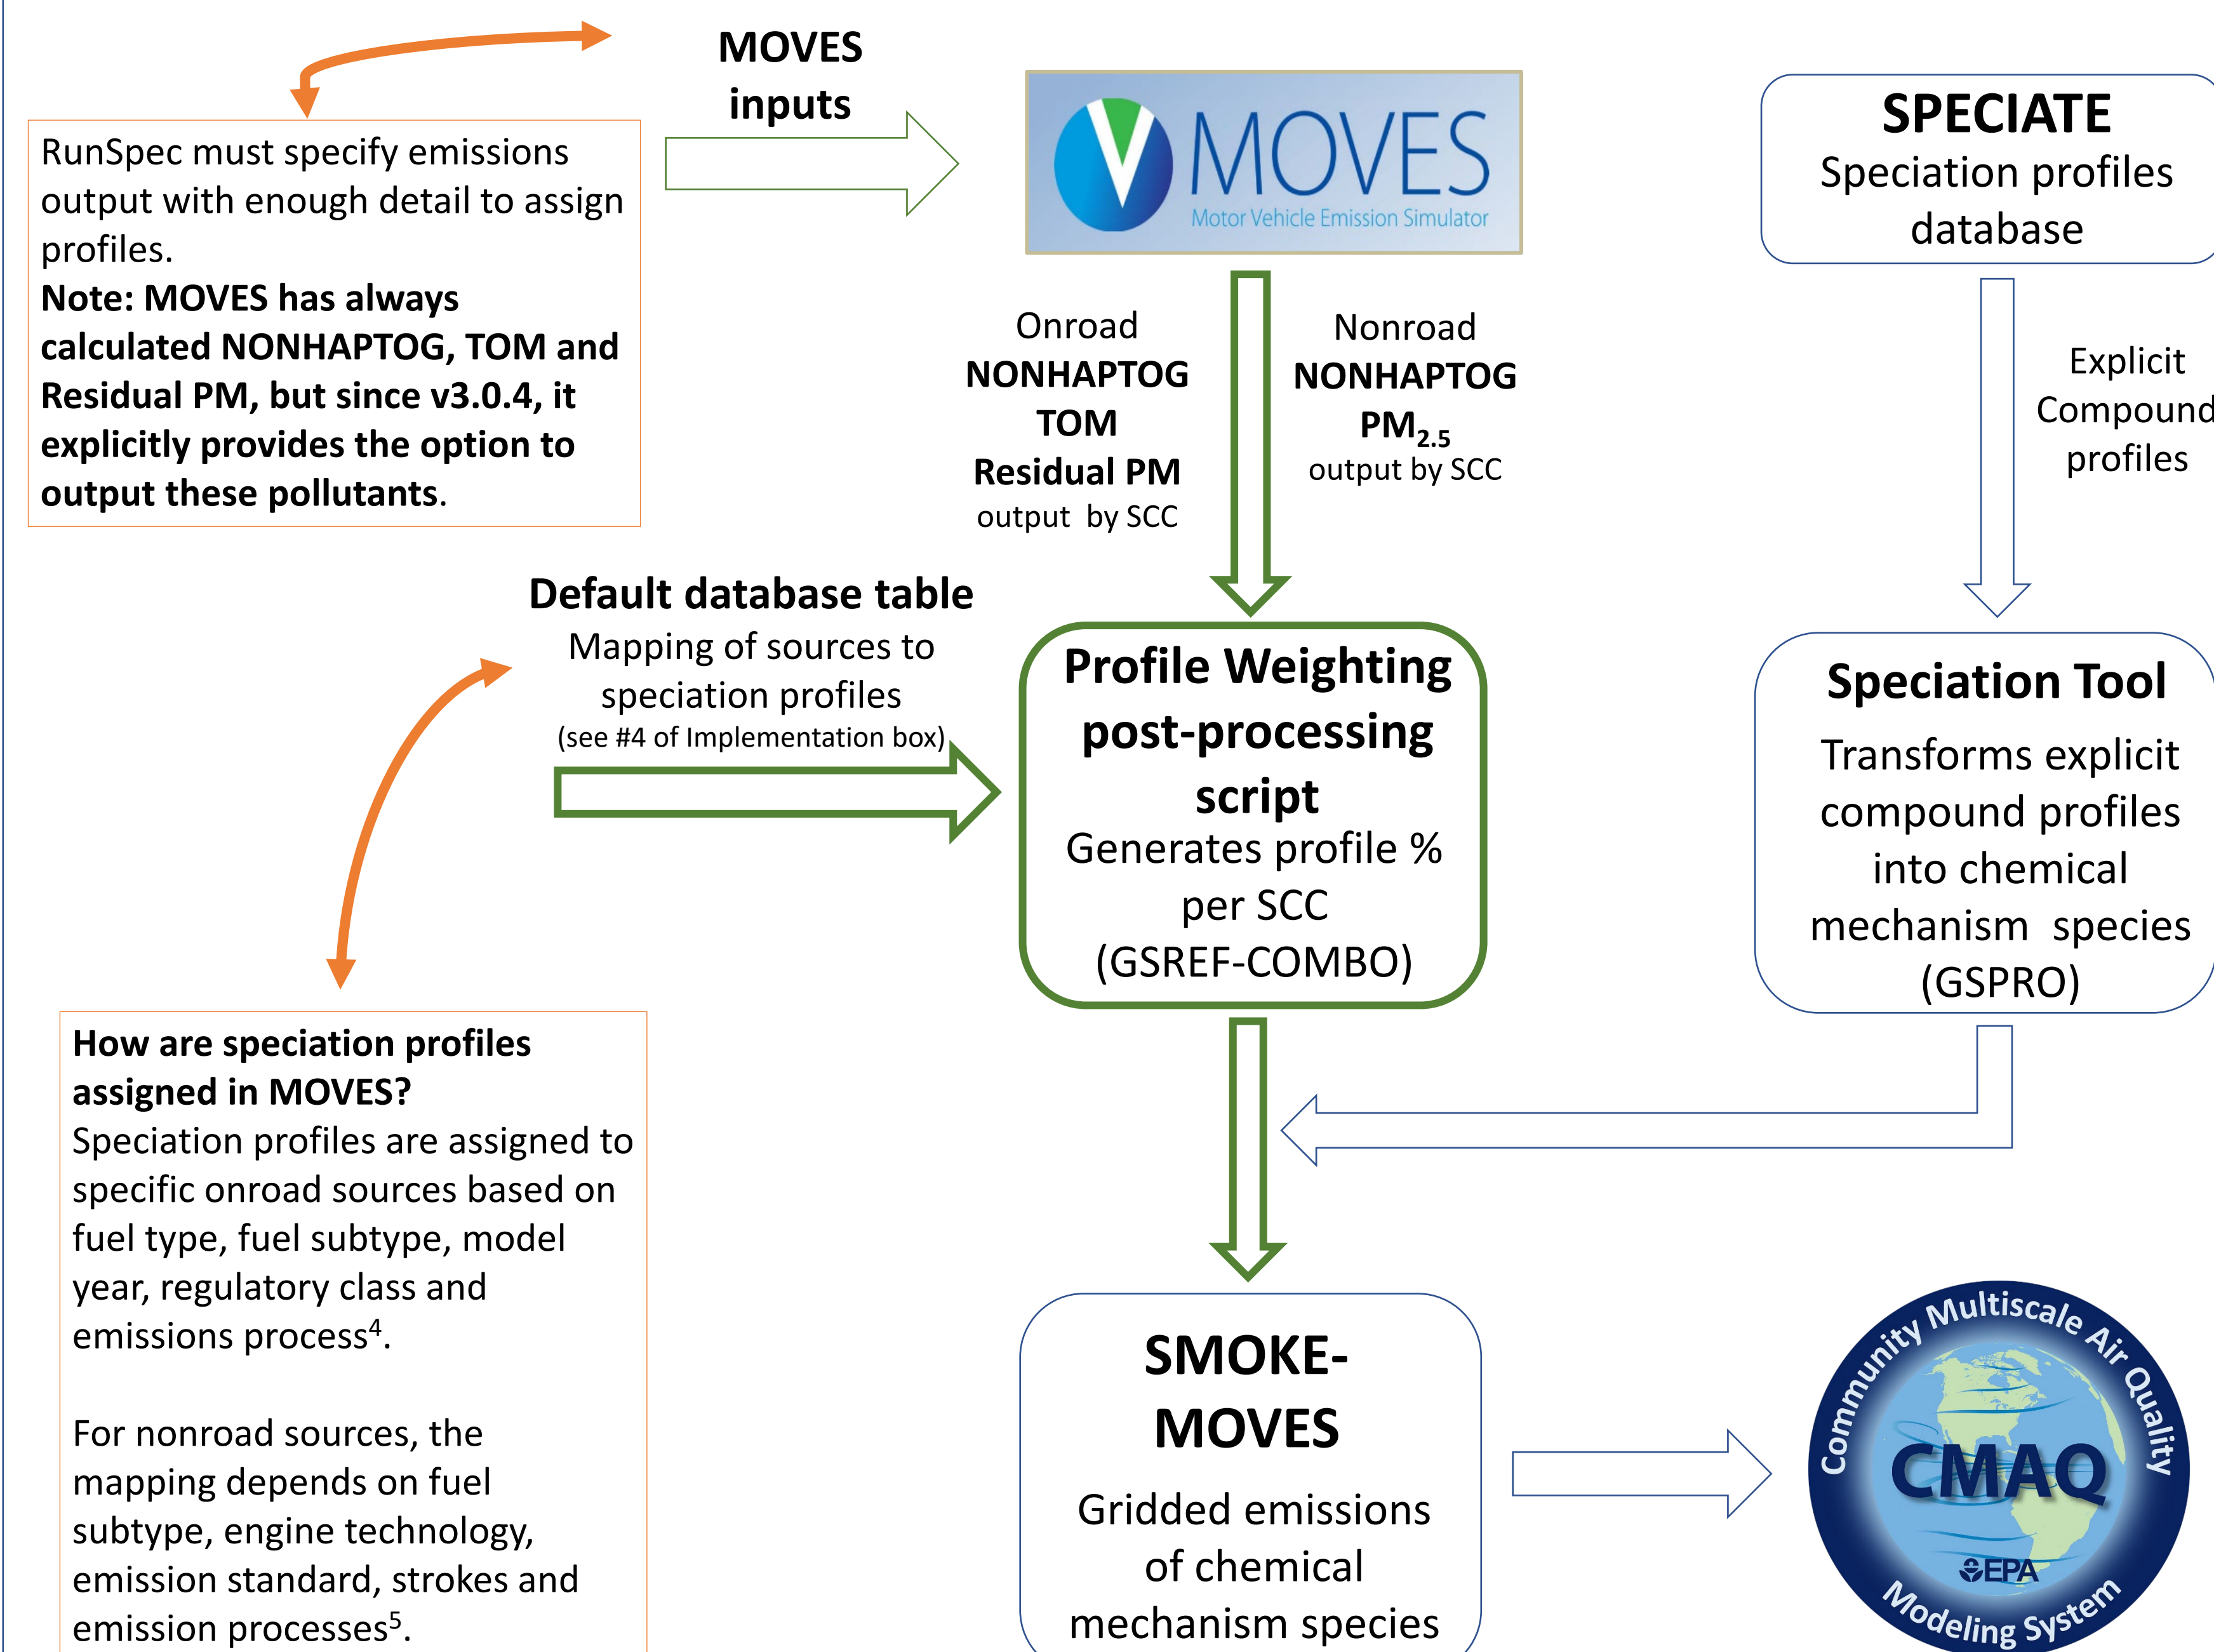 MOVES
inputs
RunSpec must specify emissions
output with enough detail to assign
profiles.
Note: MOVES has always
calculated NONHAPTOG, TOM and
Residual PM, but since v3.0.4, it
explicitly provides the option to
output these pollutants.
MOVES
Motor Vehicle Emission Simulator
SPECIATE
Speciation profiles
database
Onroad
NONHAPTOG
TOM
Residual PM
output by SCC
Nonroad
NONHAPTOG
PM2.5
output by SCC
Explicit
Compound
profiles
Default database table
Mapping of sources to
speciation profiles
(see #4 of Implementation box)
Profile Weighting
post-processing
script
Generates profile %
per SCC
(GSREF-COMBO)
Speciation Tool
Transforms explicit
compound profiles
into chemical
mechanism species
(GSPRO)
How are speciation profiles
assigned in MOVES?
Speciation profiles are assigned to
specific onroad sources based on
fuel type, fuel subtype, model
year, regulatory class and
emissions process4.
For nonroad sources, the
mapping depends on fuel
subtype, engine technology,
emission standard, strokes and
emission processes5.
SMOKE-
MOVES
Gridded emissions
of chemical
mechanism species
Community Multiscale Air Quality
CMAQ
EPA
Modeling System